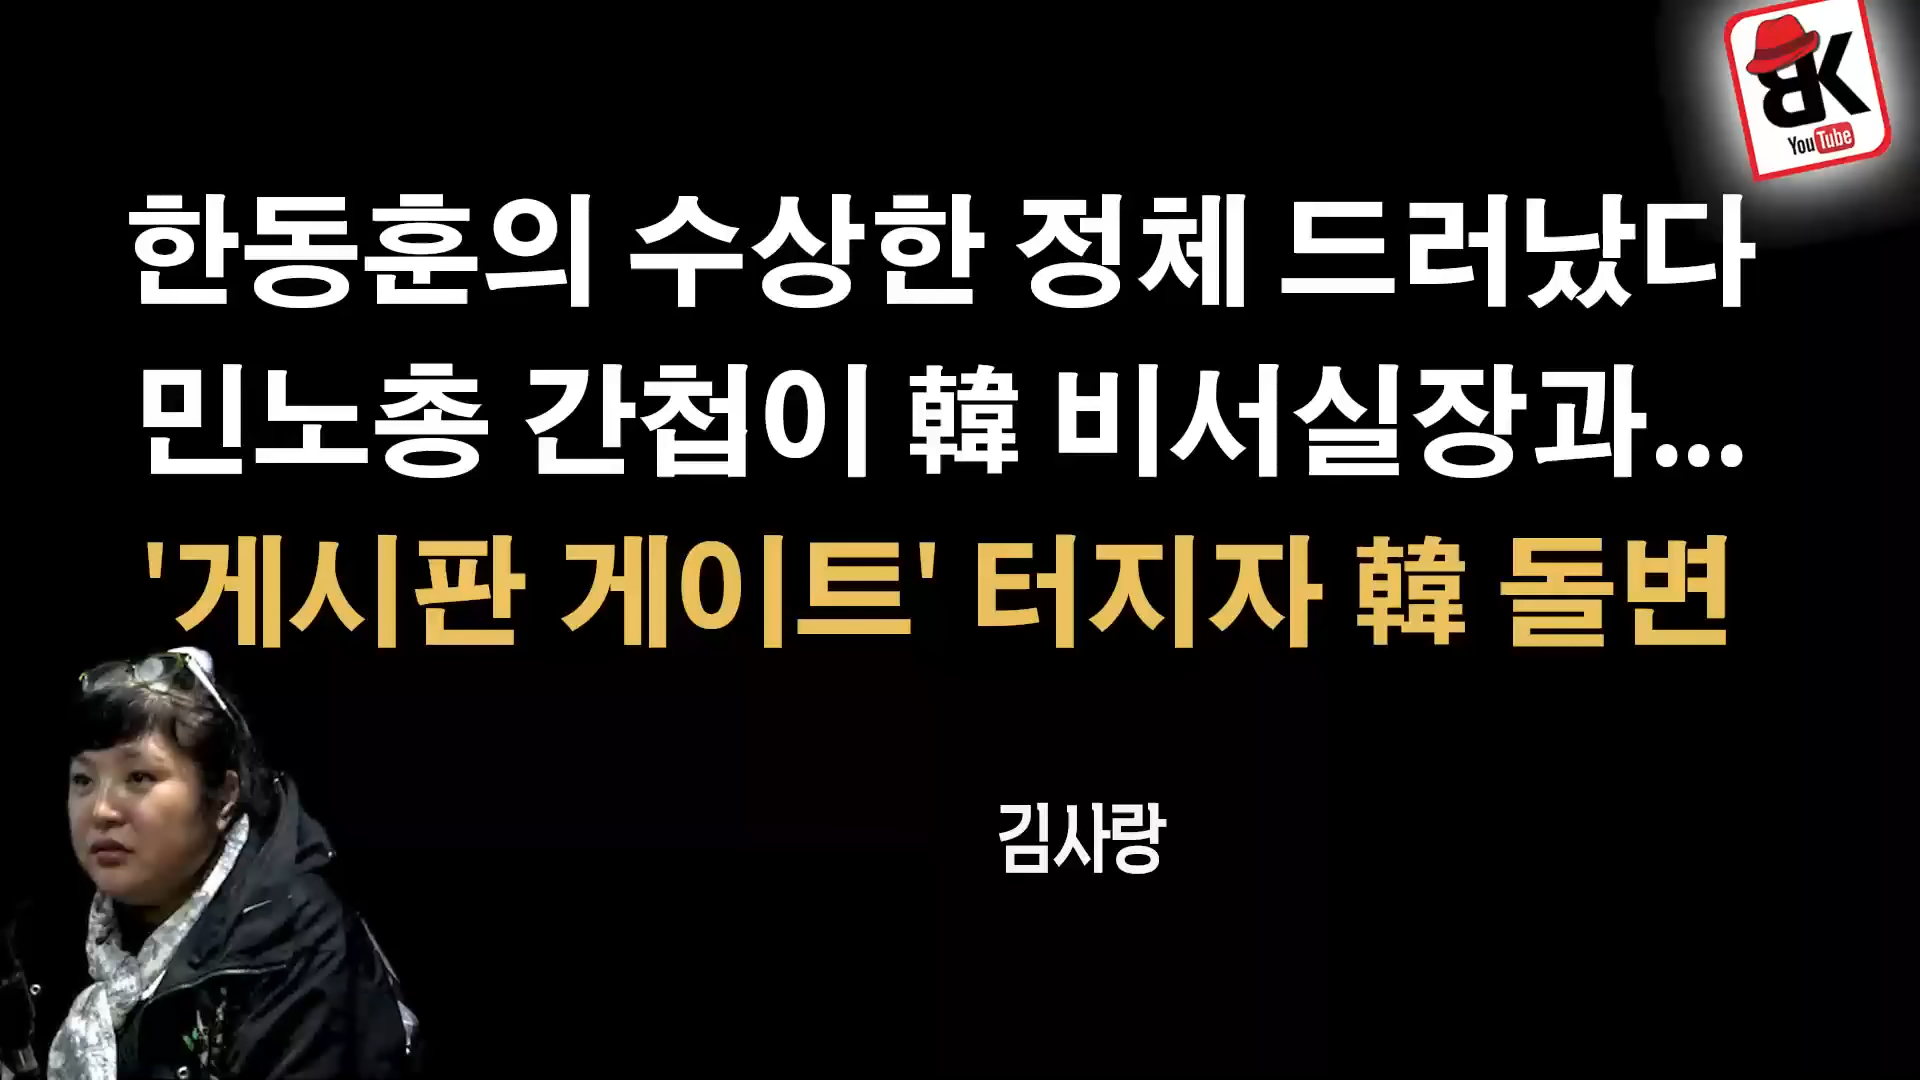 BK
YouTube
한동훈의 수상한 정체 드러났다
민노총 간첩이 韓 비서실장과...
'게시판 게이트' 터지자 韓 돌변
김사랑